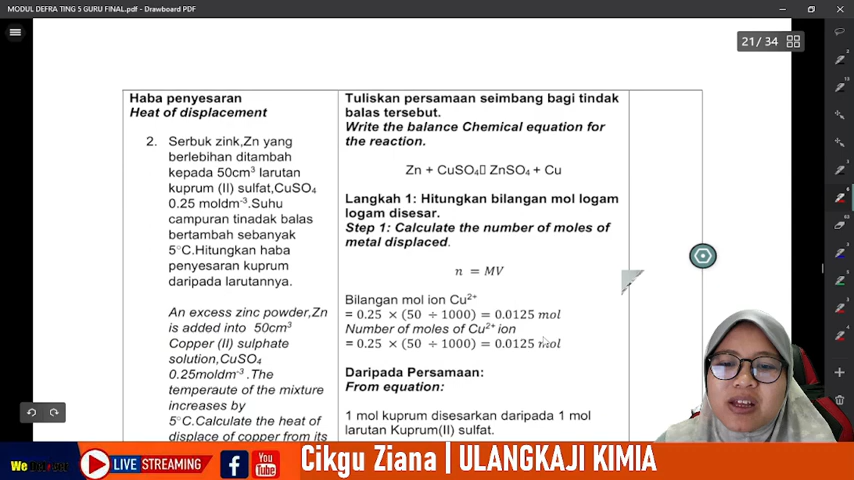 MODUL DEFRA TING 5 GURU FINAL.pdf - Drawboard PDF
21 / 34
Haba penyesaran
Heat of displacement
2. Serbuk zink,Zn yang
berlebihan ditambah
kepada 50cm³ larutan
kuprum (II) sulfat,CuSO₄
0.25 moldm⁻³.Suhu
campuran tinadak balas
bertambah sebanyak
5°C.Hitungkan haba
penyesaran kuprum
daripada larutannya.
An excess zinc powder,Zn
is added into 50cm³
Copper (II) sulphate
solution,CuSO₄
0.25moldm⁻³.The
temperaute of the mixture
increases by
5°C.Calculate the heat of
displace of copper from its
Tuliskan persamaan seimbang bagi tindak
balas tersebut.
Write the balance Chemical equation for
the reaction.
Zn + CuSO₄▯ ZnSO₄ + Cu
Langkah 1: Hitungkan bilangan mol logam
logam disesar.
Step 1: Calculate the number of moles of
metal displaced.
n = MV
Bilangan mol ion Cu²⁺
= 0.25 × (50 ÷ 1000) = 0.0125 mol
Number of moles of Cu²⁺ ion
= 0.25 × (50 ÷ 1000) = 0.0125 mol
Daripada Persamaan:
From equation:
1 mol kuprum disesarkan daripada 1 mol
larutan Kuprum(II) sulfat.
LIVE STREAMING
You
Tube
Cikgu Ziana | ULANGKAJI KIMIA